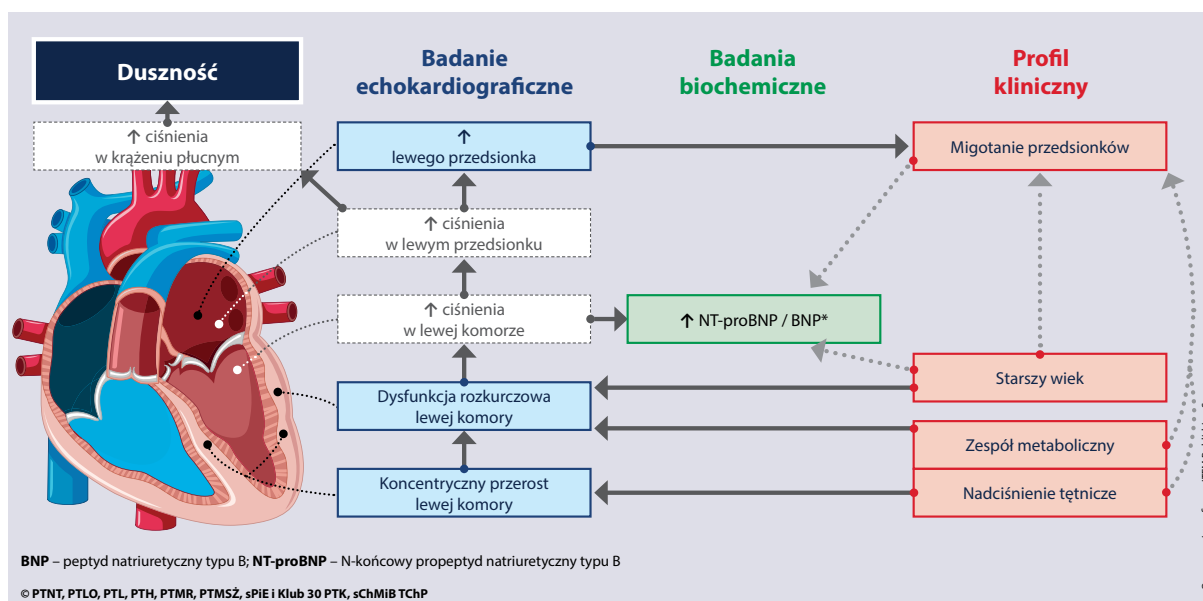 Duszność
Badanie
echokardiograficzne
Badania
biochemiczne
Profil
kliniczny
↑ ciśnienia
w krążeniu płucnym
↑
lewego przedsionka
Migotanie przedsionków
↑ ciśnienia
w lewym przedsionku
↑ ciśnienia
w lewej komorze
↑ NT-proBNP / BNP*
Dysfunkcja rozkurczowa
lewej komory
Starszy wiek
Zespół metaboliczny
Koncentryczny przerost
lewej komory
Nadciśnienie tętnicze
BNP – peptyd natriuretyczny typu B; NT-proBNP – N-końcowy propeptyd natriuretyczny typu B
© PTNT, PTLO, PTL, PTH, PTMR, PTMSŻ, sPiE i Klub 30 PTK, sChMiB TChP